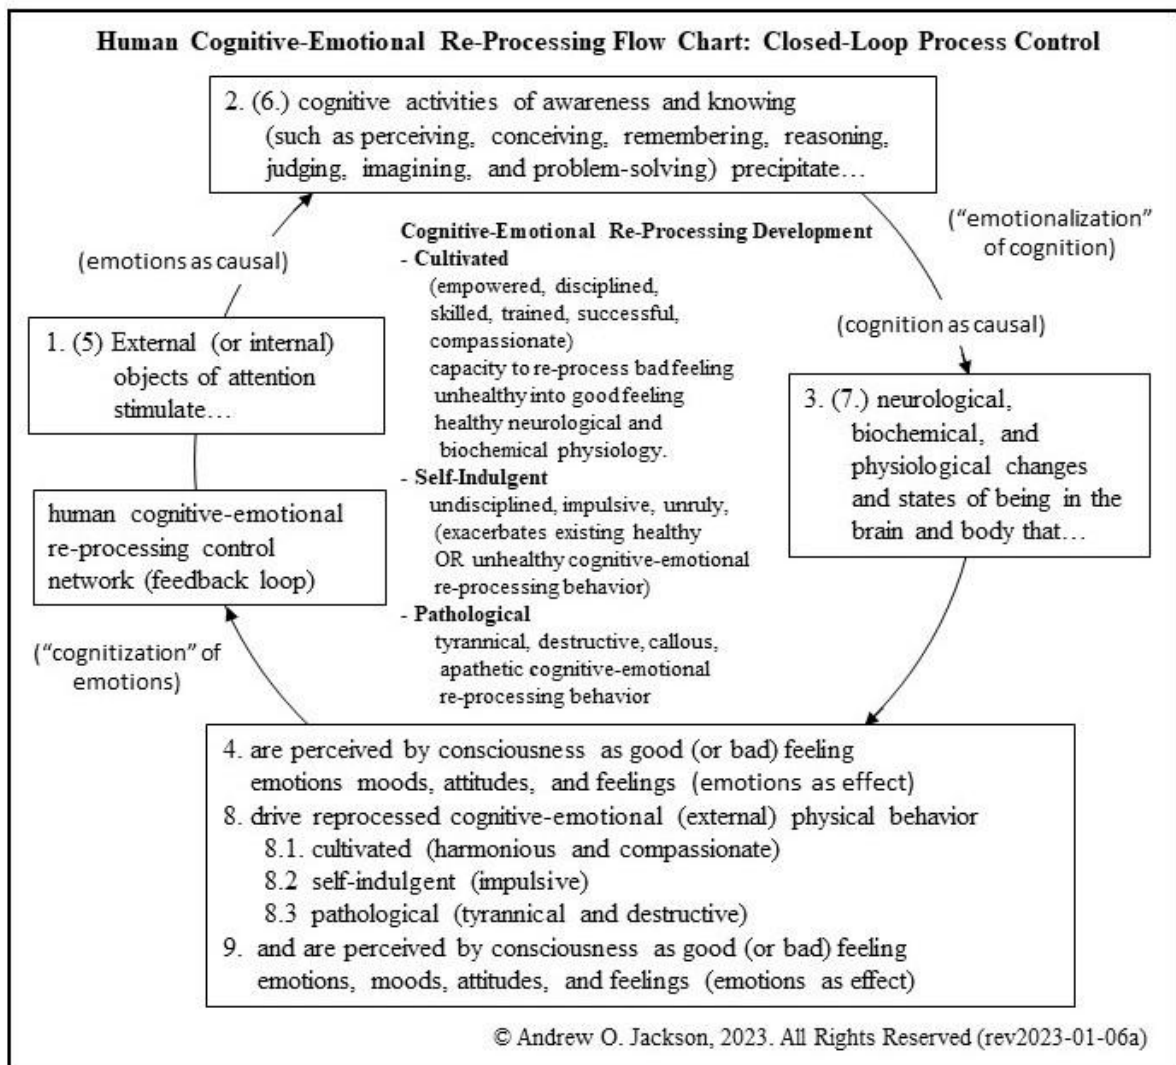 Human Cognitive-Emotional Re-Processing Flow Chart: Closed-Loop Process Control
2. (6.) cognitive activities of awareness and knowing
(such as perceiving, conceiving, remembering, reasoning,
judging, imagining, and problem-solving) precipitate…
(emotions as causal)
("emotionalization"
of cognition)
(cognition as causal)
1. (5) External (or internal)
objects of attention
stimulate…
human cognitive-emotional
re-processing control
network (feedback loop)
("cognitization" of
emotions)
Cognitive-Emotional Re-Processing Development
- Cultivated
(empowered, disciplined,
skilled, trained, successful,
compassionate)
capacity to re-process bad feeling
unhealthy into good feeling
healthy neurological and
biochemical physiology.
- Self-Indulgent
undisciplined, impulsive, unruly,
(exacerbates existing healthy
OR unhealthy cognitive-emotional
re-processing behavior)
- Pathological
tyrannical, destructive, callous,
apathetic cognitive-emotional
re-processing behavior
3. (7.) neurological,
biochemical, and
physiological changes
and states of being in the
brain and body that…
4. are perceived by consciousness as good (or bad) feeling
emotions moods, attitudes, and feelings (emotions as effect)
8. drive reprocessed cognitive-emotional (external) physical behavior
8.1. cultivated (harmonious and compassionate)
8.2 self-indulgent (impulsive)
8.3 pathological (tyrannical and destructive)
9. and are perceived by consciousness as good (or bad) feeling
emotions, moods, attitudes, and feelings (emotions as effect)
© Andrew O. Jackson, 2023. All Rights Reserved (rev2023-01-06a)